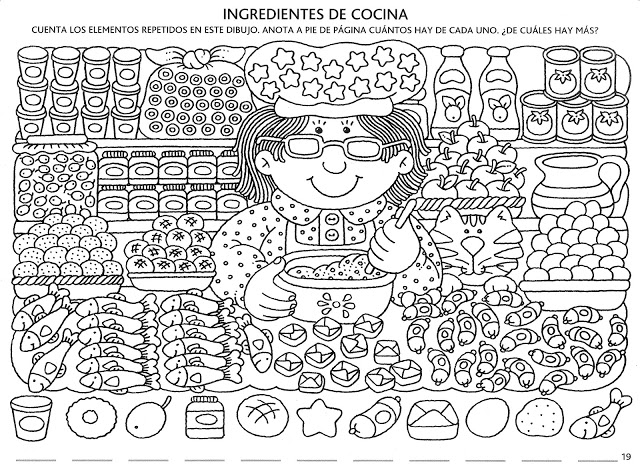 INGREDIENTES DE COCINA
CUENTA LOS ELEMENTOS REPETIDOS EN ESTE DIBUJO. ANOTA A PIE DE PÁGINA CUÁNTOS HAY DE CADA UNO. ¿DE CUÁLES HAY MÁS?
19